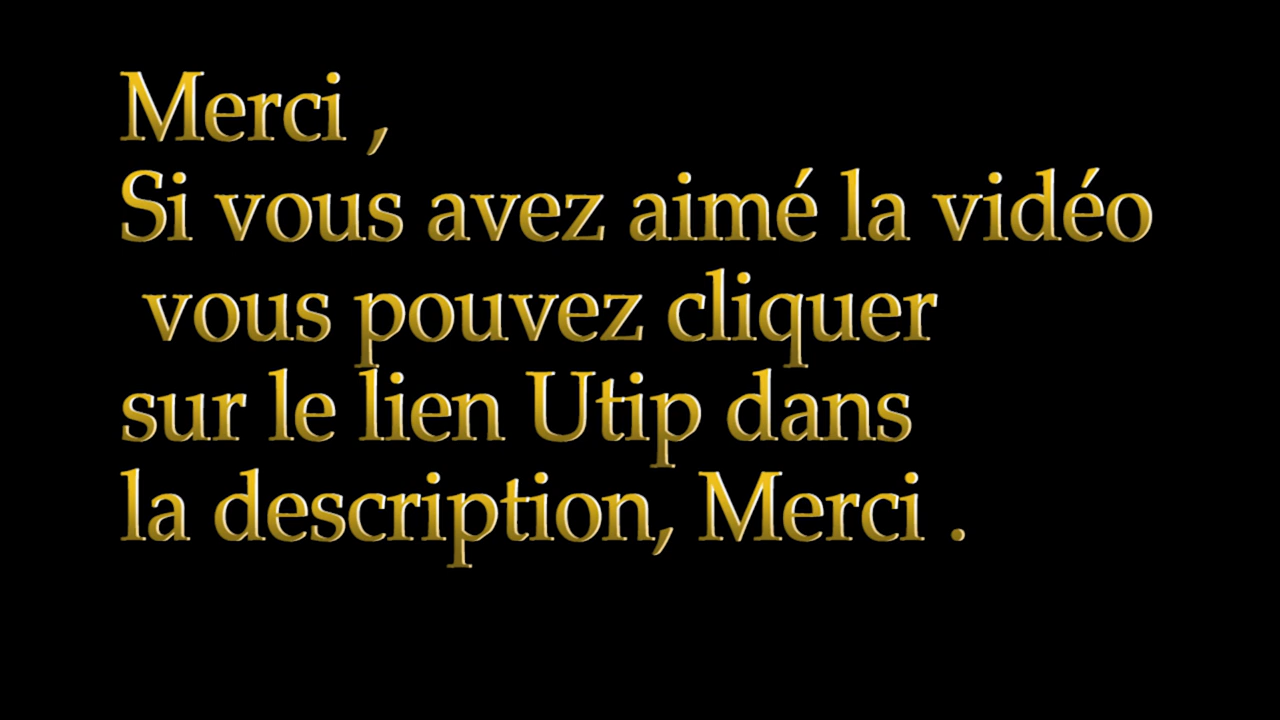 Merci ,
Si vous avez aimé la vidéo
vous pouvez cliquer
sur le lien Utip dans
la description, Merci .